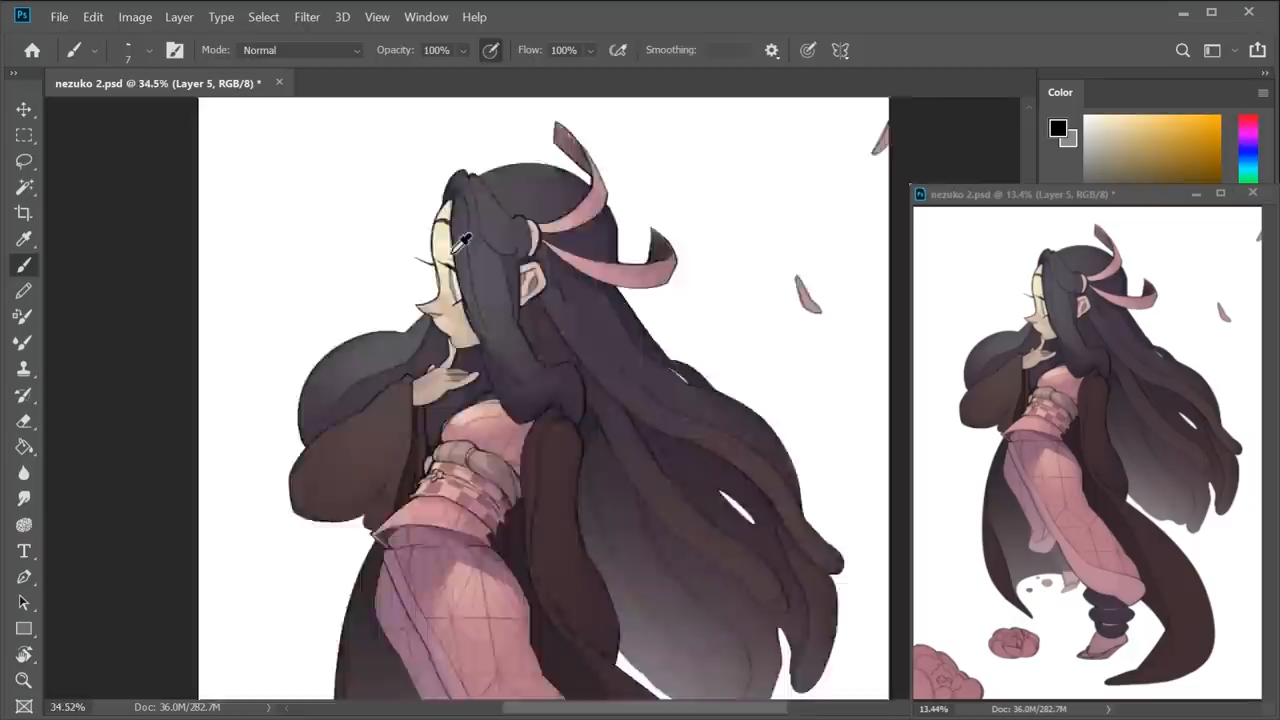 Ps File Edit Image Layer Type Select Filter 3D View Window Help
7 Mode: Normal Opacity: 100% Flow: 100% Smoothing:
nezuko 2.psd @ 34.5% (Layer 5, RGB/8) *
Color
Ps nezuko 2.psd @ 13.4% (Layer 5, RGB/8) *
T
34.52% Doc: 36.0M/282.7M
13.44% Doc: 36.0M/282.7M